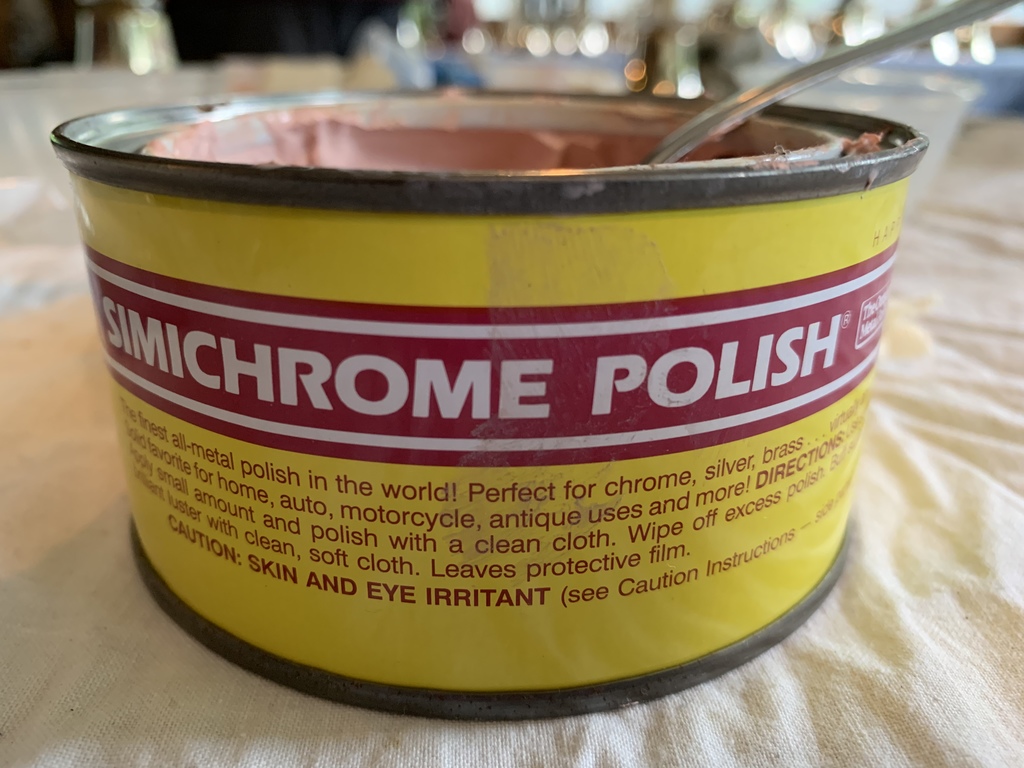 SIMICHROME POLISH®
finest all-metal polish in the world! Perfect for chrome, silver, brass . . . virtually
favorite for home, auto, motorcycle, antique uses and more! DIRECTIONS:
Apply small amount and polish with a clean cloth. Wipe off excess polish.
luster with clean, soft cloth. Leaves protective film.
CAUTION: SKIN AND EYE IRRITANT (see Caution Instructions —